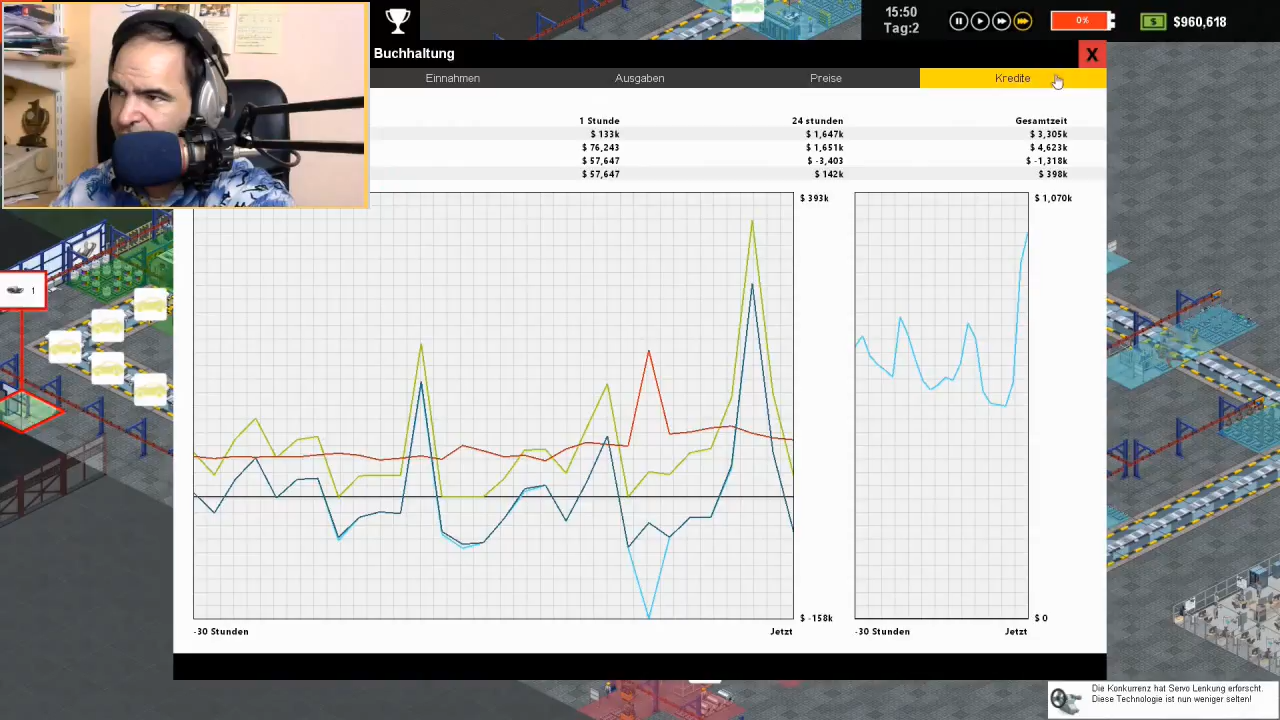 15:50
Tag:2
0%
$
$960,618
Buchhaltung
X
Einnahmen Ausgaben Preise Kredite
1 Stunde 24 stunden Gesamtzeit
$ 133k $ 1,647k $ 3,305k
$ 76,243 $ 1,651k $ 4,623k
$ 57,647 $ -3,403 $ -1,318k
$ 57,647 $ 142k $ 398k
$ 393k $ 1,070k
1
$ -158k $ 0
-30 Stunden Jetzt -30 Stunden Jetzt
Die Konkurrenz hat Servo Lenkung erforscht.
Diese Technologie ist nun weniger selten!